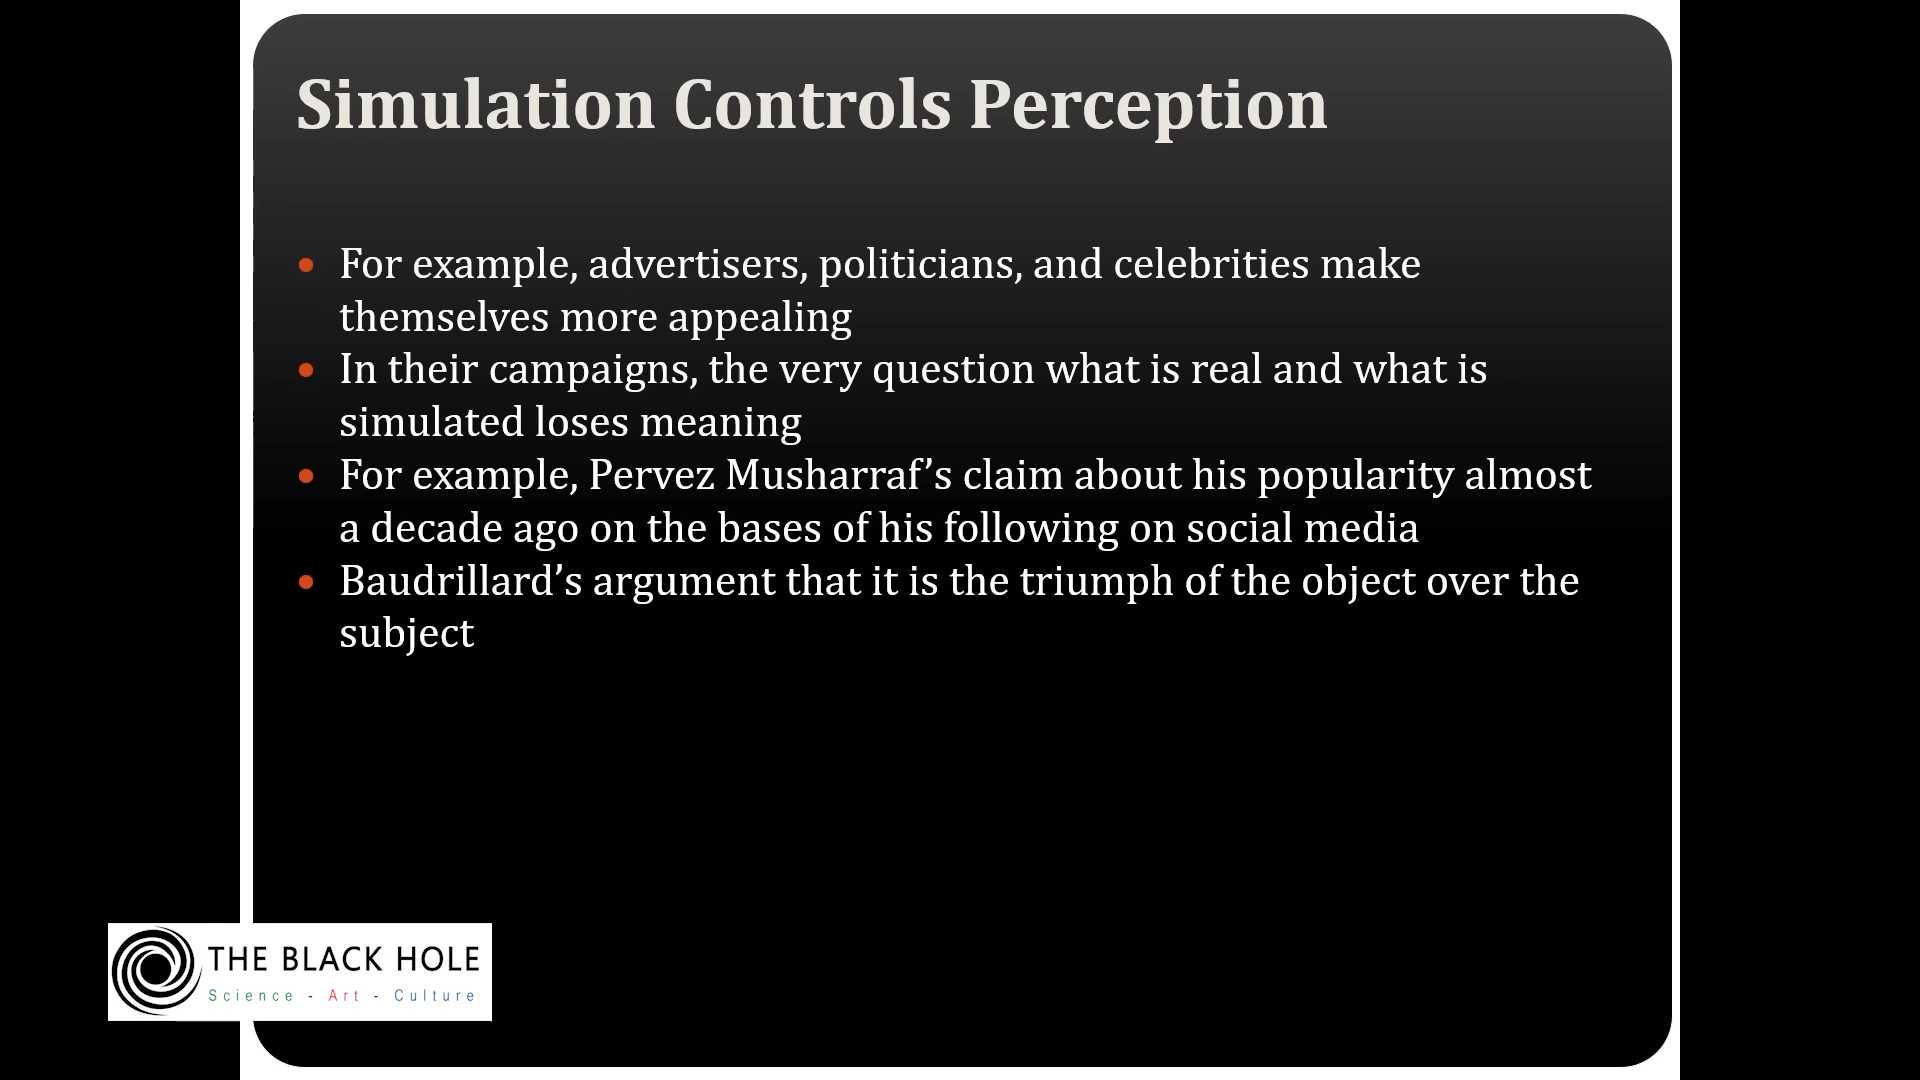 Simulation Controls Perception
• For example, advertisers, politicians, and celebrities make
themselves more appealing
• In their campaigns, the very question what is real and what is
simulated loses meaning
• For example, Pervez Musharraf’s claim about his popularity almost
a decade ago on the bases of his following on social media
• Baudrillard’s argument that it is the triumph of the object over the
subject
THE BLACK HOLE
Science - Art - Culture